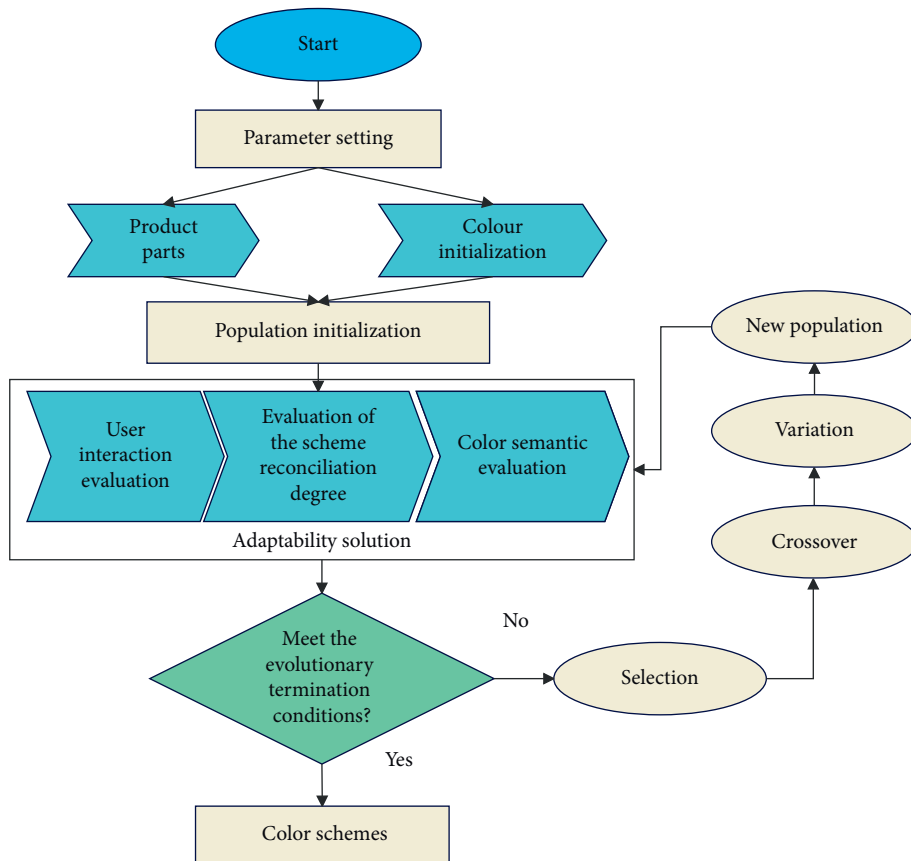 Start
Parameter setting
Product
parts
Colour
initialization
Population initialization
New population
User
interaction
evaluation
Evaluation of
the scheme
reconciliation
degree
Color semantic
evaluation
Variation
Adaptability solution
Crossover
Meet the
evolutionary
termination
conditions?
No
Selection
Yes
Color schemes